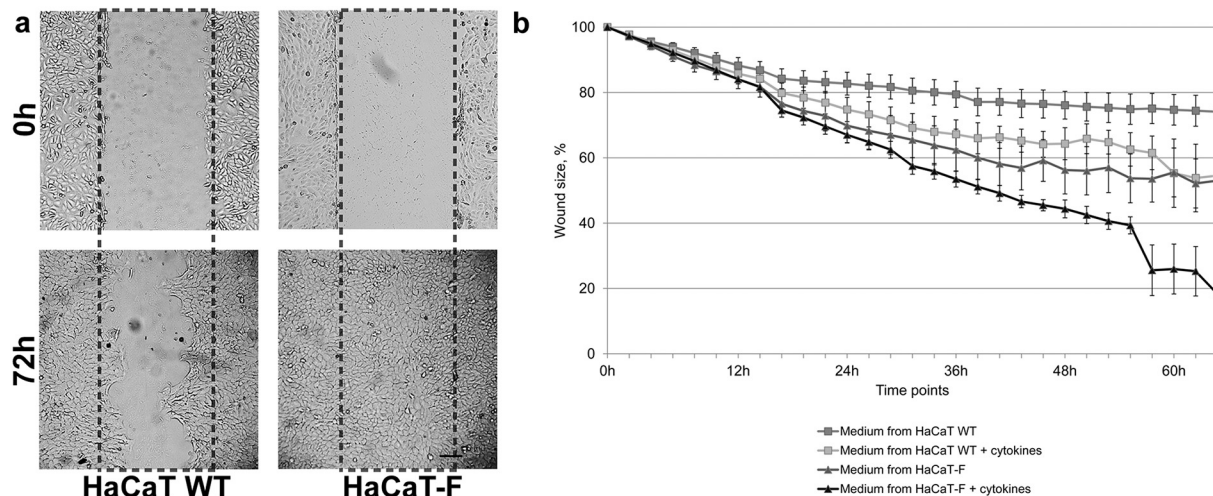 a
0h
72h
HaCaT WT
HaCaT-F
b
Wound size, %
100
80
60
40
20
0
0h 12h 24h 36h 48h 60h
Time points
Medium from HaCaT WT
Medium from HaCaT WT + cytokines
Medium from HaCaT-F
Medium from HaCaT-F + cytokines